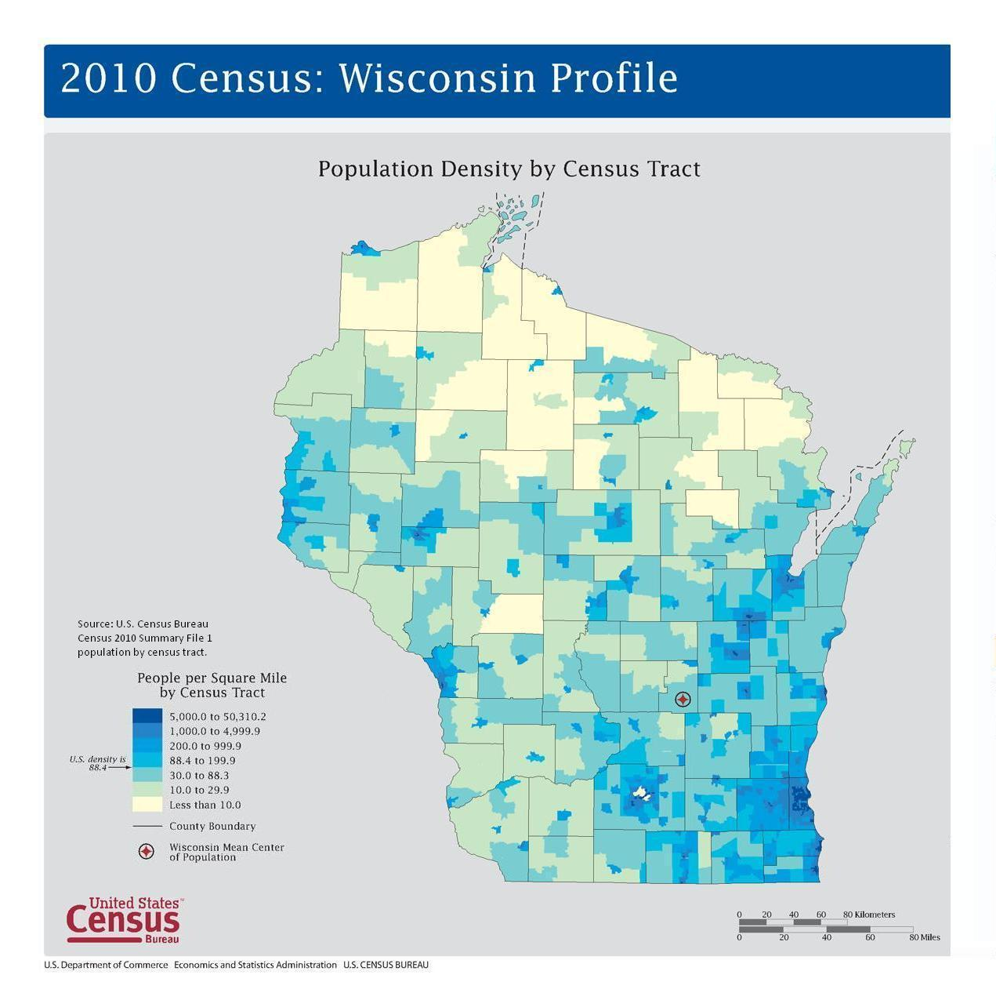 2010 Census: Wisconsin Profile
Population Density by Census Tract
Source: U.S. Census Bureau
Census 2010 Summary File 1
population by census tract.
People per Square Mile
by Census Tract
5,000.0 to 50,310.2
1,000.0 to 4,999.9
200.0 to 999.9
U.S. density is
88.4
88.4 to 199.9
30.0 to 88.3
10.0 to 29.9
Less than 10.0
County Boundary
Wisconsin Mean Center
of Population
United States™
Census
Bureau
0 20 40 60 80 Kilometers
0 20 40 60 80 Miles
U.S. Department of Commerce Economics and Statistics Administration U.S. CENSUS BUREAU